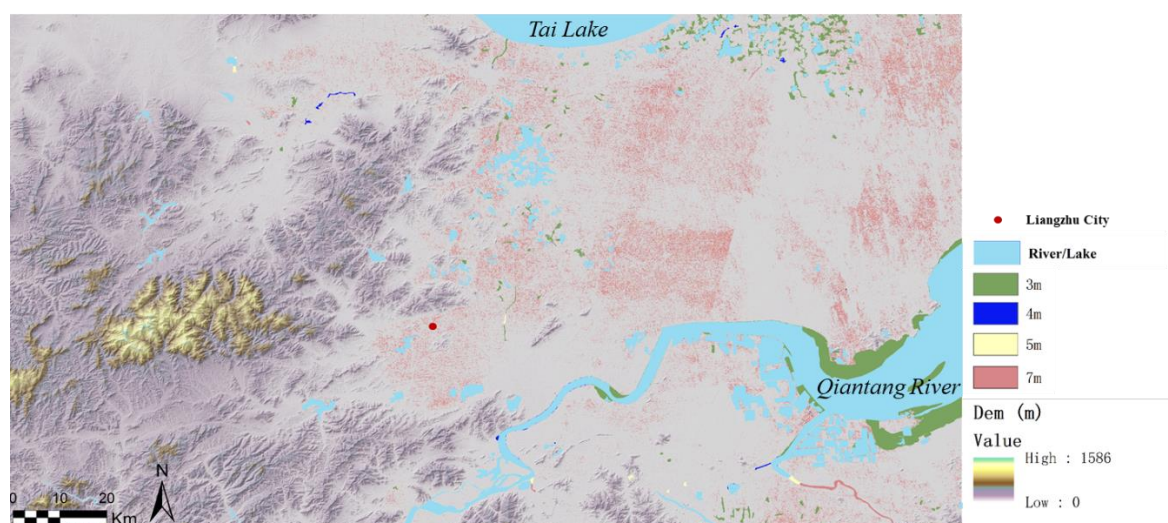 Tai Lake
Qiantang River
N
0 10 20
Km
Liangzhu City
River/Lake
3m
4m
5m
7m
Dem (m)
Value
High : 1586
Low : 0